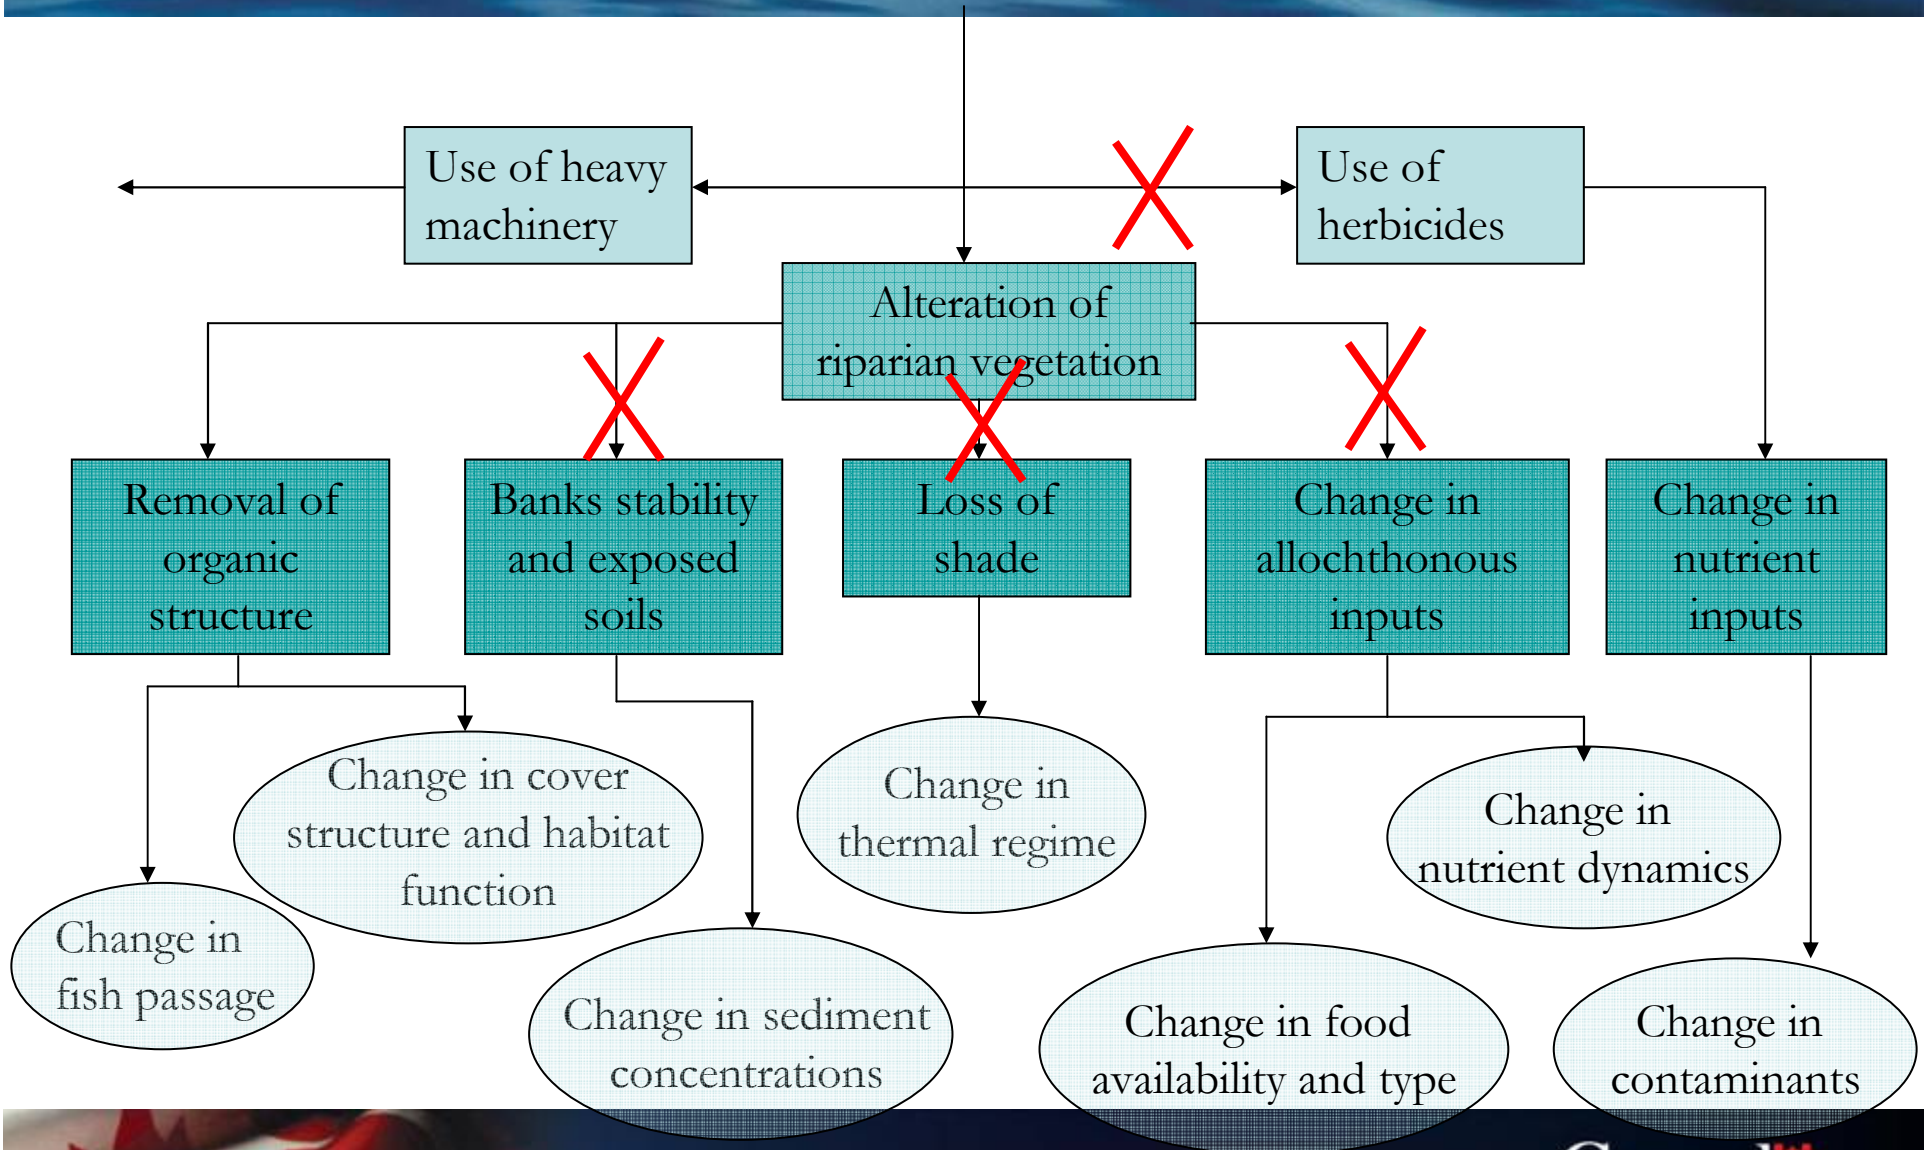 Use of heavy
machinery
Use of
herbicides
Alteration of
riparian vegetation
Removal of
organic
structure
Banks stability
and exposed
soils
Loss of
shade
Change in
allochthonous
inputs
Change in
nutrient
inputs
Change in cover
structure and habitat
function
Change in
thermal regime
Change in
nutrient dynamics
Change in
fish passage
Change in sediment
concentrations
Change in food
availability and type
Change in
contaminants